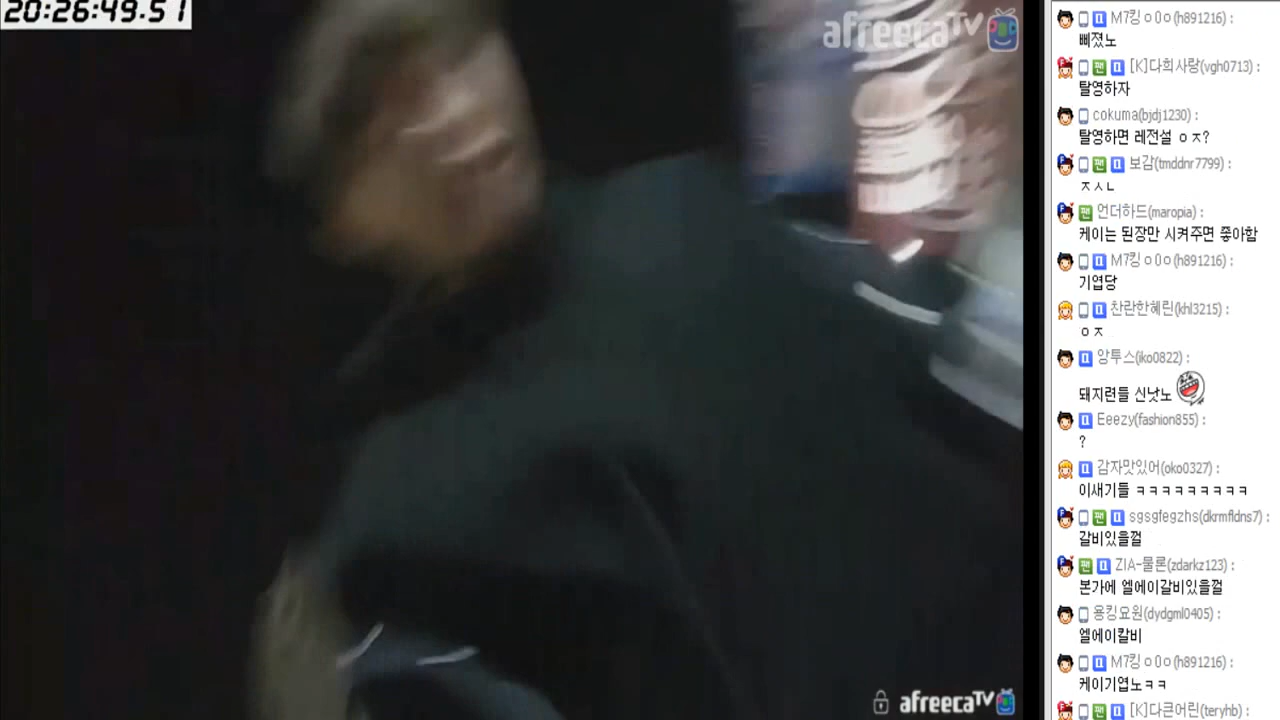 20:26:49.51
afreecaTV
M7킹ㅇ0ㅇ(h891216) :
삐졌노
[K]다희사랑(vgh0713) :
탈영하자
cokuma(bjdj1230) :
탈영하면 레전설 ㅇㅈ?
보감(tmddnr7799) :
ㅈㅅㄴ
언더하드(maropia) :
케이는 된장만 시켜주면 좋아함
M7킹ㅇ0ㅇ(h891216) :
기엽당
찬란한혜린(khl3215) :
ㅇㅈ
앙투스(iko0822) :
돼지련들 신낫노
Eeezy(fashion855) :
?
감자맛있어(oko0327) :
이새기들 ㅋㅋㅋㅋㅋㅋㅋㅋㅋ
sgsgfegzhs(dkrmfldns7) :
갈비있을껄
ZIA-물론(zdarkz123) :
본가에 엘에이갈비있을껄
용킹요원(dydgml0405) :
엘에이칼비
M7킹ㅇ0ㅇ(h891216) :
케이기엽노ㅋㅋ
[K]다큰어린(teryhb) :
afreecaTV